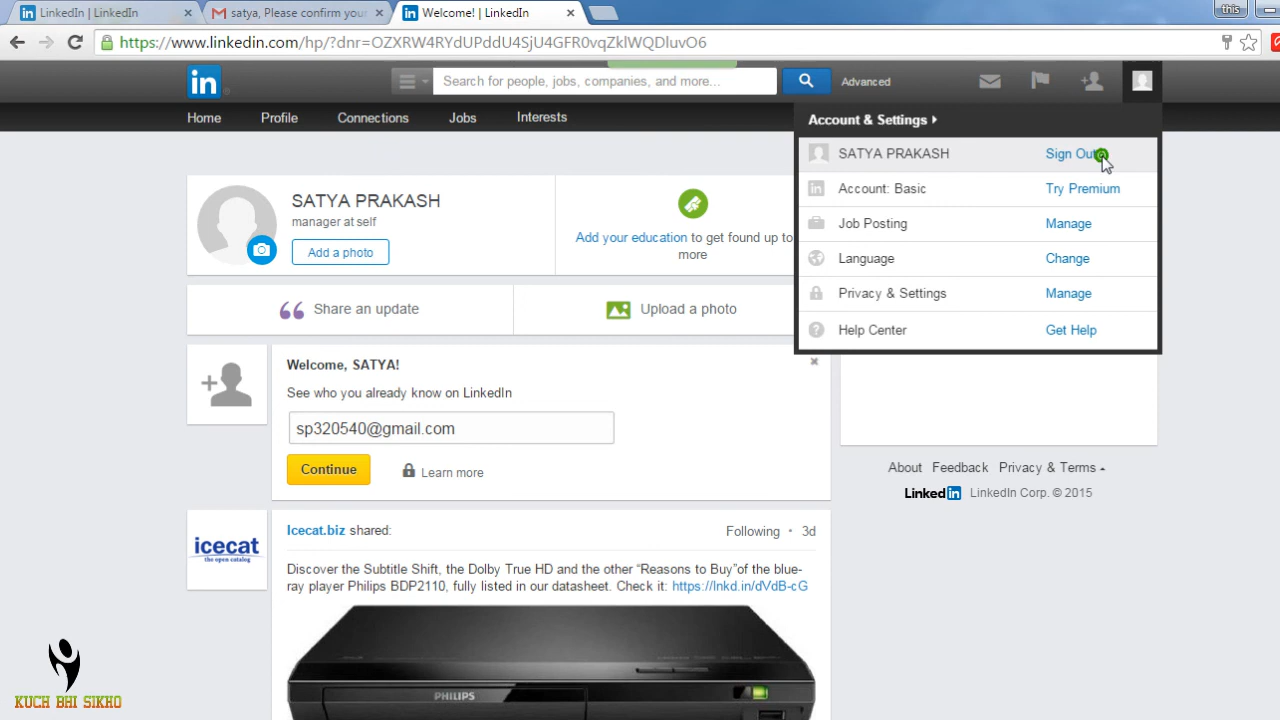 LinkedIn | LinkedIn
satya, Please confirm your
Welcome! | LinkedIn
this
https://www.linkedin.com/hp/?dnr=OZXRW4RYdUPddU4SjU4GFR0vqZklWQDluvO6
in
Search for people, jobs, companies, and more...
Advanced
Home
Profile
Connections
Jobs
Interests
Account & Settings
SATYA PRAKASH
Sign Out
Account: Basic
Try Premium
Job Posting
Manage
Language
Change
Privacy & Settings
Manage
Help Center
Get Help
SATYA PRAKASH
manager at self
Add a photo
Add your education to get found up to
more
Share an update
Upload a photo
Welcome, SATYA!
See who you already know on LinkedIn
sp320540@gmail.com
Continue
Learn more
About Feedback Privacy & Terms
LinkedIn LinkedIn Corp. © 2015
Icecat.biz shared:
Following • 3d
icecat
the open catalog
Discover the Subtitle Shift, the Dolby True HD and the other “Reasons to Buy”of the blue-
ray player Philips BDP2110, fully listed in our datasheet. Check it: https://lnkd.in/dVdB-cG
PHILIPS
KUCH BHI SIKHO